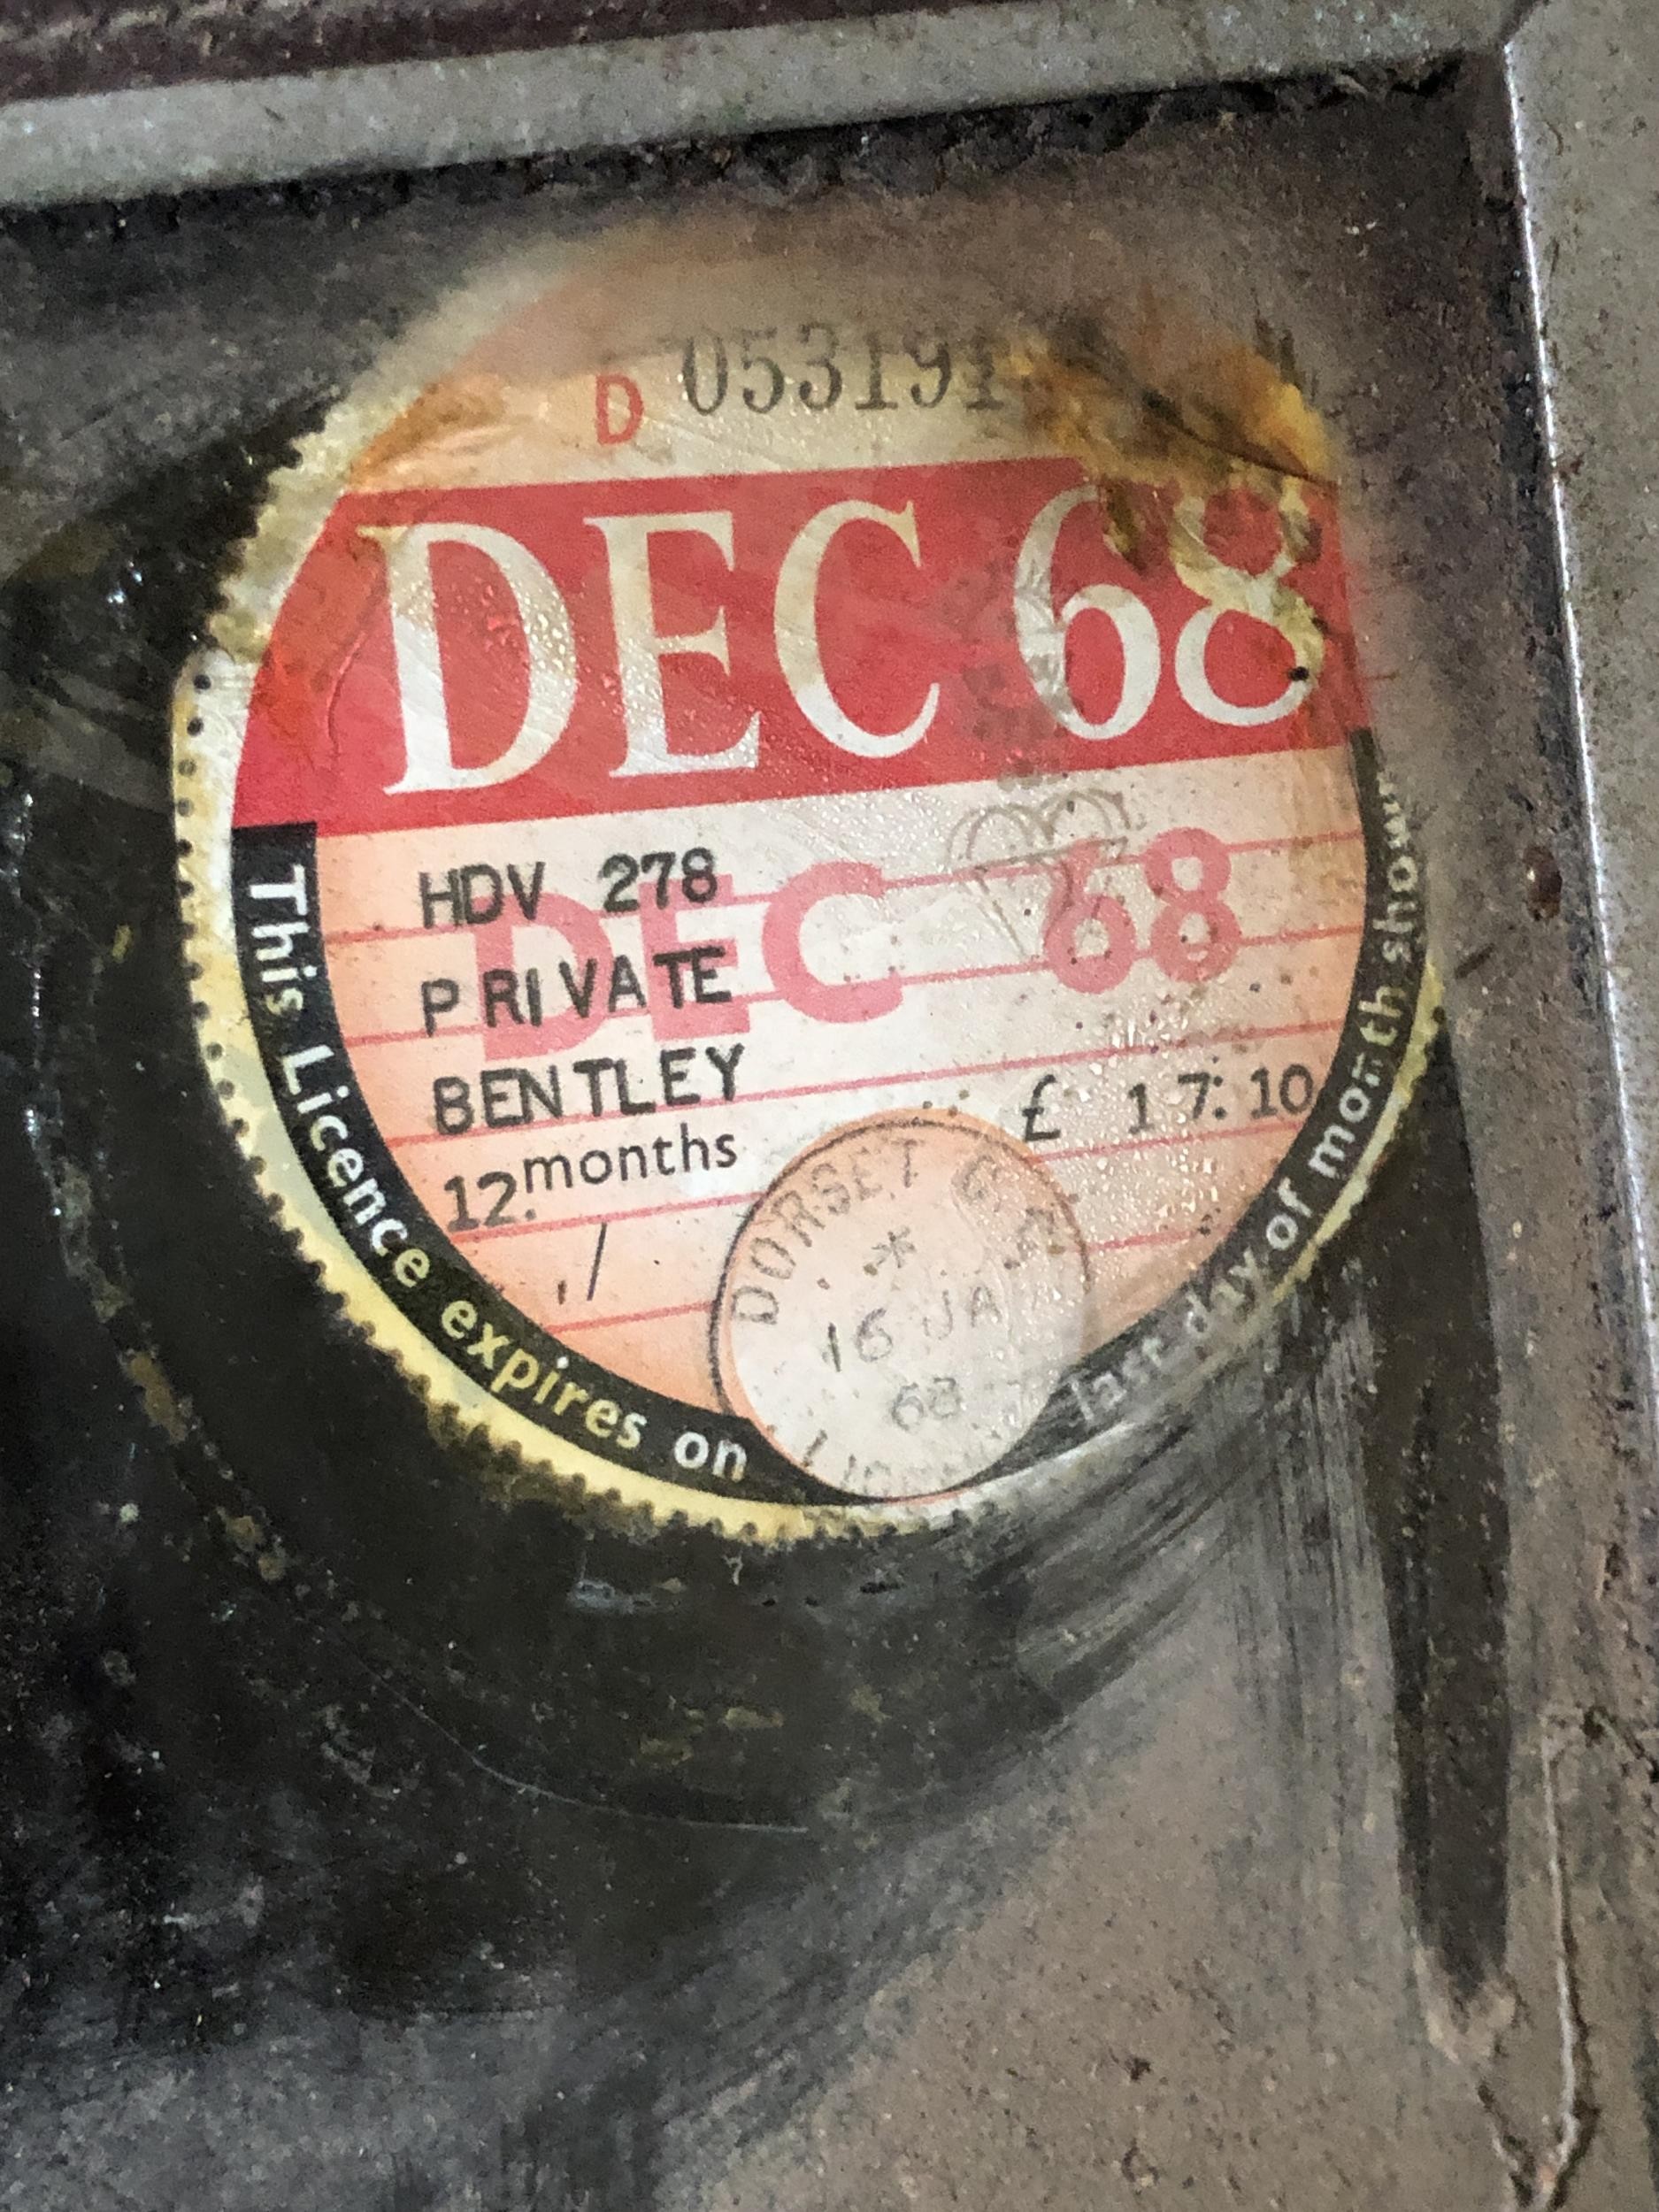 D 053191
DEC 68
DEC 68
HDV 278
PRIVATE
BENTLEY
£ 17:10
12.months
DORSET
*
16 JA
68
This Licence expires on last day of month shown